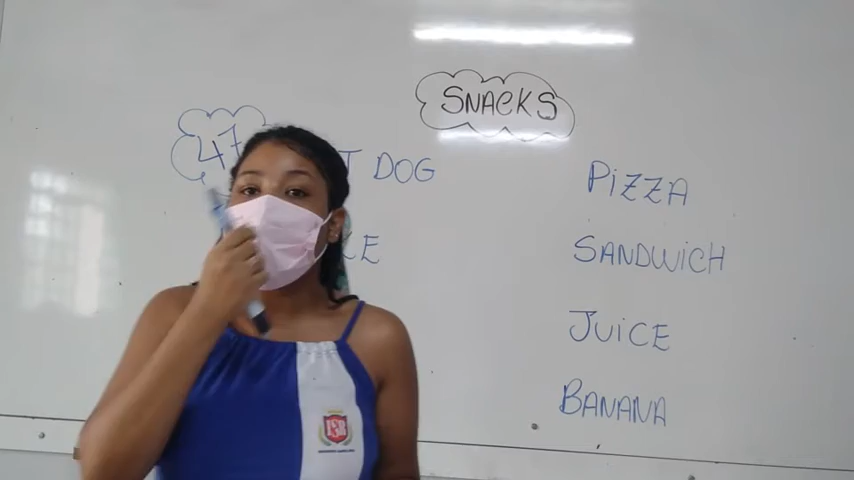 SNACKS
47
DOG
PIZZA
SANDWICH
JUICE
BANANA